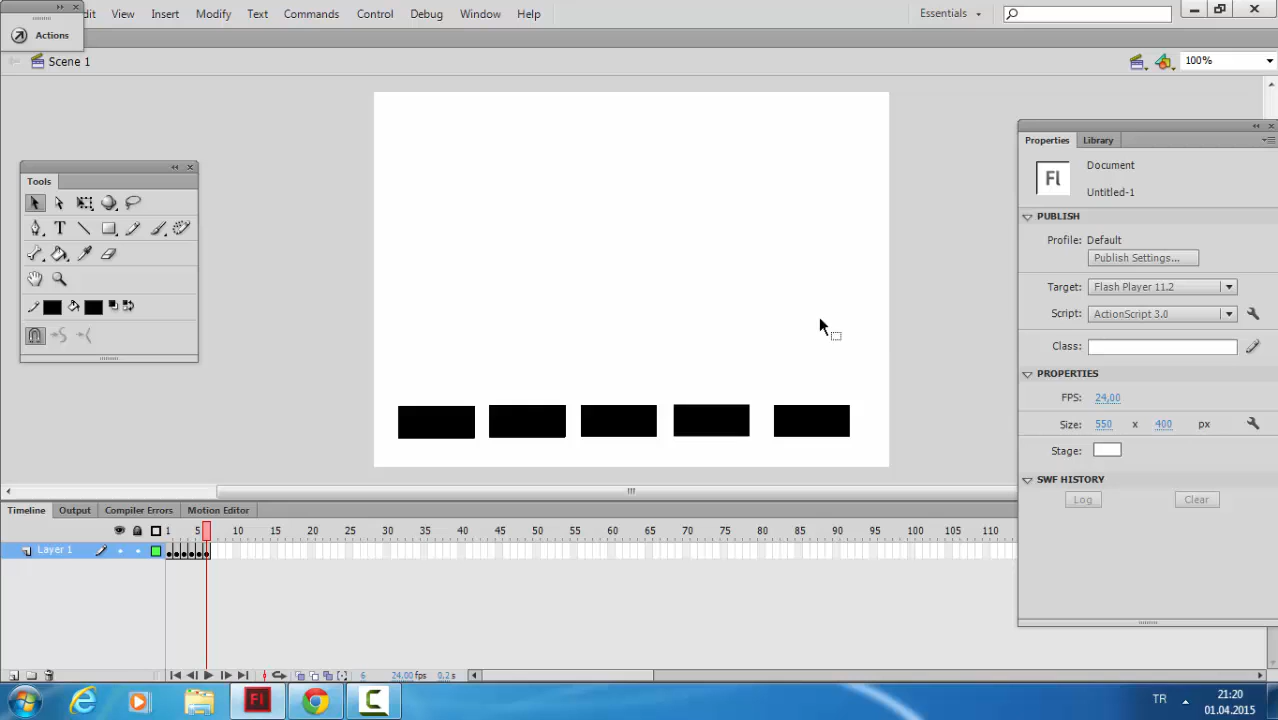 dit View Insert Modify Text Commands Control Debug Window Help Essentials
Actions
Scene 1 100%
Properties Library
Fl Document
Untitled-1
Tools
T
PUBLISH
Profile: Default
Publish Settings...
Target: Flash Player 11.2
Script: ActionScript 3.0
Class:
PROPERTIES
FPS: 24,00
Size: 550 x 400 px
Stage:
SWF HISTORY
Log Clear
Timeline Output Compiler Errors Motion Editor
1 5 10 15 20 25 30 35 40 45 50 55 60 65 70 75 80 85 90 95 100 105 110
Layer 1
6 24,00 fps 0,2 s
Fl C TR 21:20
01.04.2015